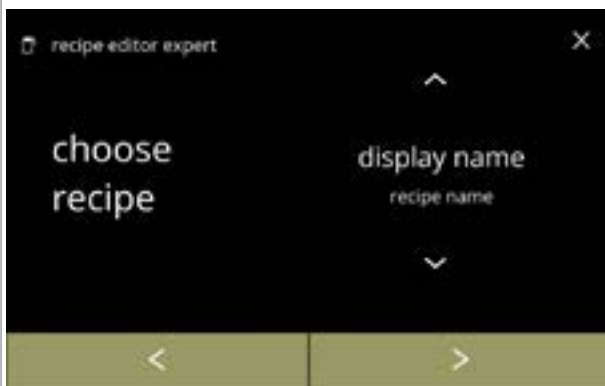 recipe editor expert
choose
recipe
display name
recipe name